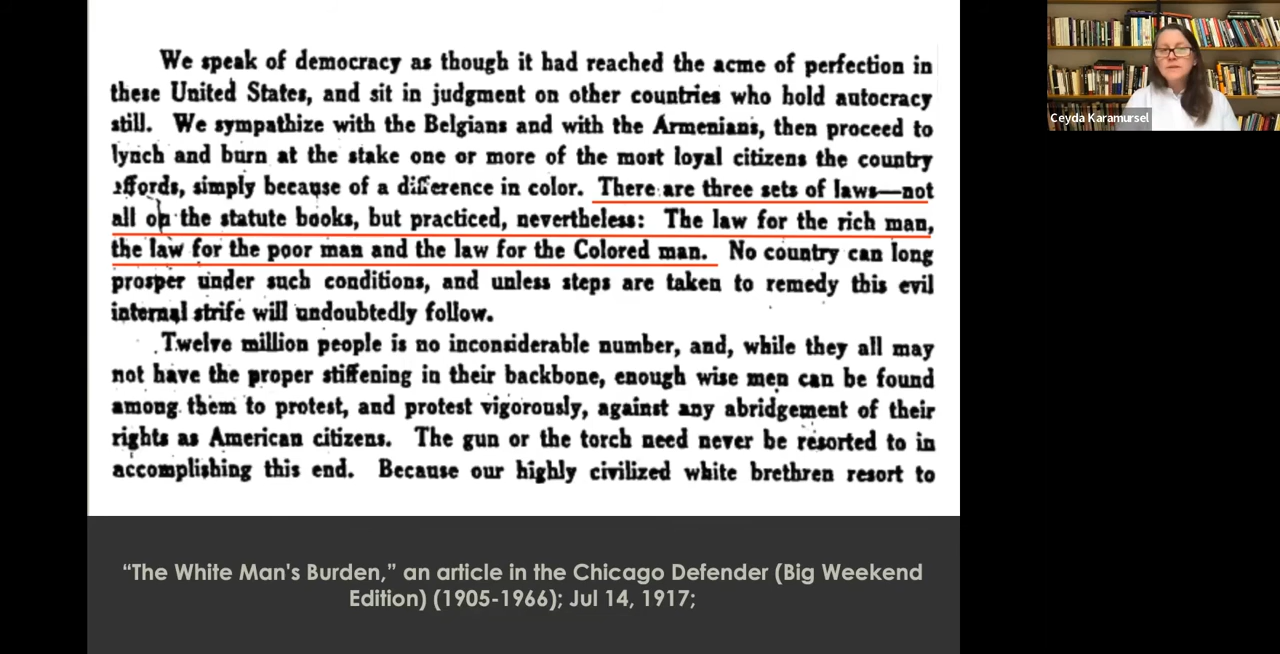 We speak of democracy as though it had reached the acme of perfection in
these United States, and sit in judgment on other countries who hold autocracy
still. We sympathize with the Belgians and with the Armenians, then proceed to
lynch and burn at the stake one or more of the most loyal citizens the country
affords, simply because of a difference in color. There are three sets of laws—not
all on the statute books, but practiced, nevertheless: The law for the rich man,
the law for the poor man and the law for the Colored man. No country can long
prosper under such conditions, and unless steps are taken to remedy this evil
internal strife will undoubtedly follow.
Twelve million people is no inconsiderable number, and, while they all may
not have the proper stiffening in their backbone, enough wise men can be found
among them to protest, and protest vigorously, against any abridgement of their
rights as American citizens. The gun or the torch need never be resorted to in
accomplishing this end. Because our highly civilized white brethren resort to
“The White Man's Burden,” an article in the Chicago Defender (Big Weekend
Edition) (1905-1966); Jul 14, 1917;
Ceyda Karamursel